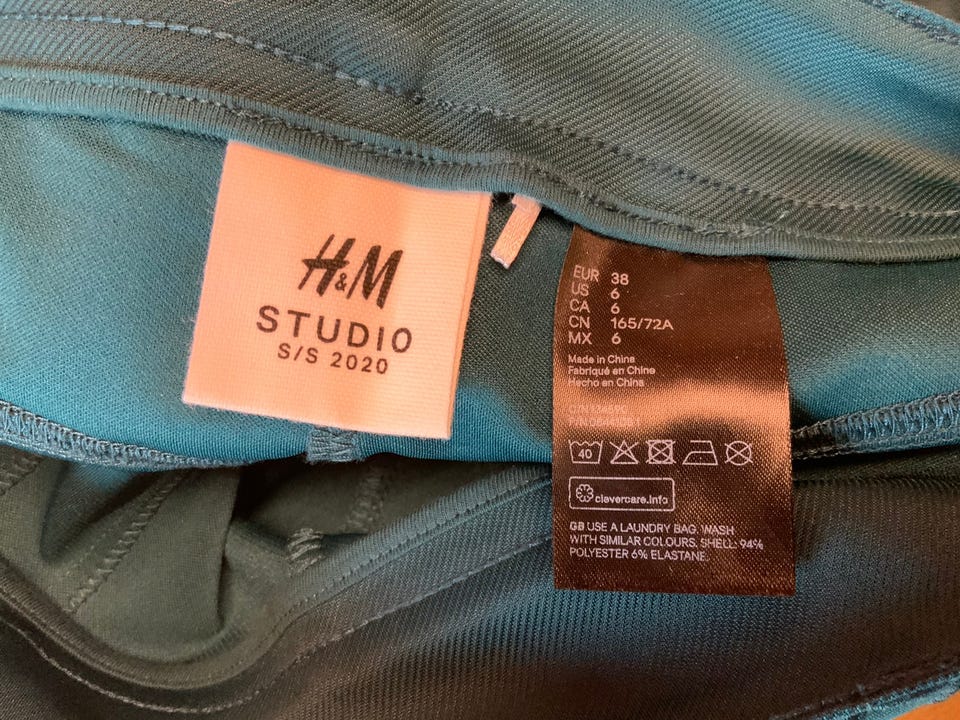 H&M
STUDIO
S/S 2020
EUR 38
US 6
CA 6
CN 165/72A
MX 6
Made in China
Fabriqué en Chine
Hecho en China
40
clevercare.info
GB USE A LAUNDRY BAG. WASH
WITH SIMILAR COLOURS. SHELL: 94%
POLYESTER 6% ELASTANE.